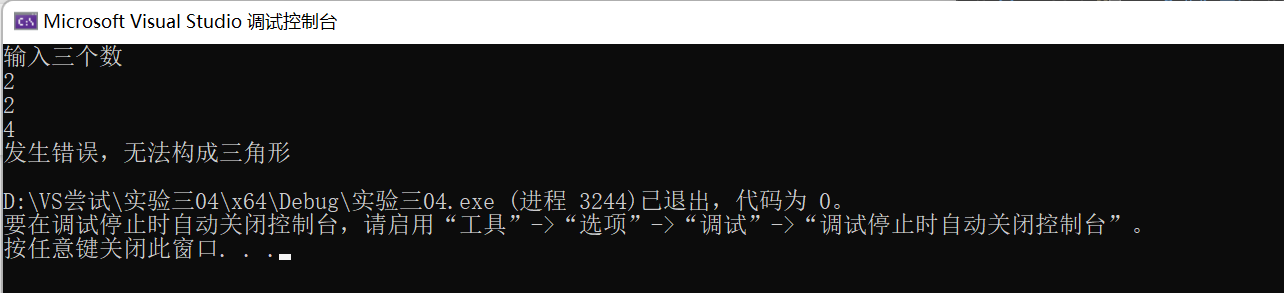 Microsoft Visual Studio 调试控制台
输入三个数
2
2
4
发生错误，无法构成三角形
D:\VS尝试\实验三04\x64\Debug\实验三04.exe (进程 3244)已退出，代码为 0。
要在调试停止时自动关闭控制台，请启用“工具”->“选项”->“调试”->“调试停止时自动关闭控制台”。
按任意键关闭此窗口. . .